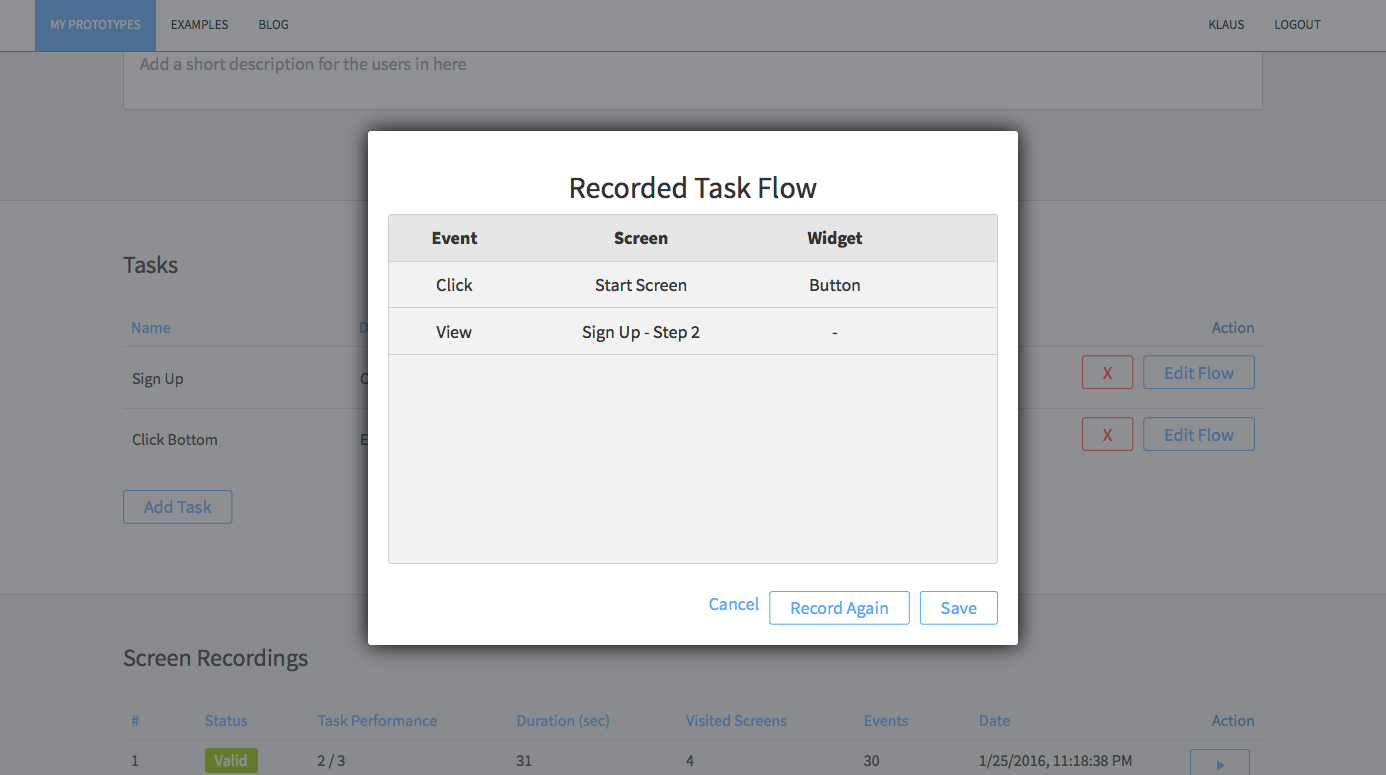 MY PROTOTYPES EXAMPLES BLOG KLAUS LOGOUT
Add a short description for the users in here
Recorded Task Flow
Event Screen Widget
Click Start Screen Button
View Sign Up - Step 2 -
Cancel Record Again Save
Tasks
Name D Action
Sign Up X Edit Flow
Click Bottom E X Edit Flow
Add Task
Screen Recordings
# Status Task Performance Duration (sec) Visited Screens Events Date Action
1 Valid 2 / 3 31 4 30 1/25/2016, 11:18:38 PM